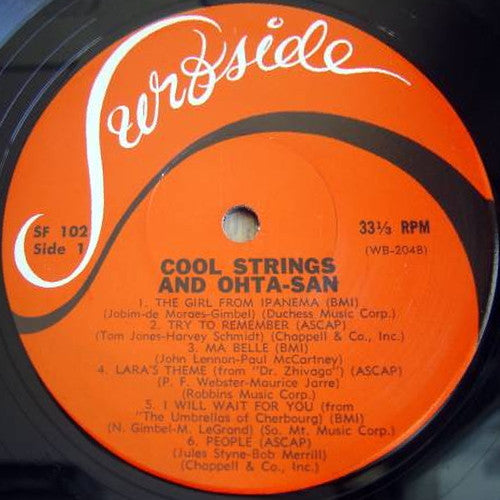 Surfside
SF 102
Side 1
33⅓ RPM
(WB-2048)
COOL STRINGS
AND OHTA-SAN
1. THE GIRL FROM IPANEMA (BMI)
(Jobim-de Moraes-Gimbel) (Duchess Music Corp.)
2. TRY TO REMEMBER (ASCAP)
(Tom Jones-Harvey Schmidt) (Chappell & Co., Inc.)
3. MA BELLE (BMI)
(John Lennon-Paul McCartney)
4. LARA'S THEME (from "Dr. Zhivago") (ASCAP)
(P. F. Webster-Maurice Jarre)
(Robbins Music Corp.)
5. I WILL WAIT FOR YOU (from
"The Umbrellas of Cherbourg) (BMI)
(N. Gimbel-M. LeGrand) (So. Mt. Music Corp.)
6. PEOPLE (ASCAP)
(Jules Styne-Bob Merrill)
(Chappell & Co., Inc.)